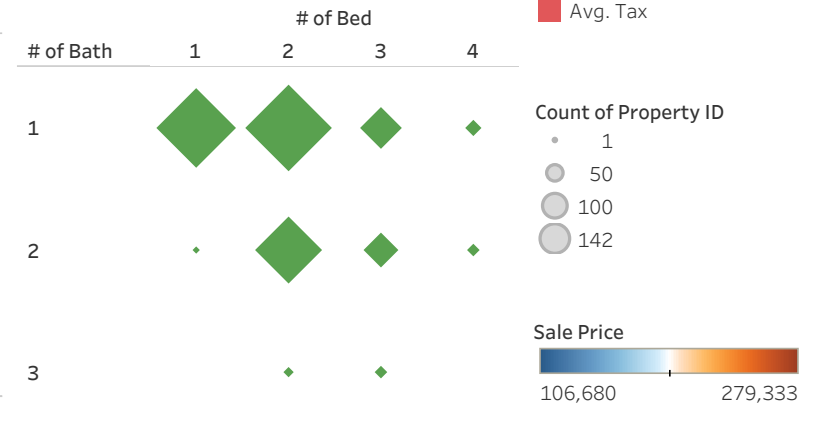 # of Bed
# of Bath 1 2 3 4
1
2
3
Avg. Tax
Count of Property ID
1
50
100
142
Sale Price
106,680 279,333